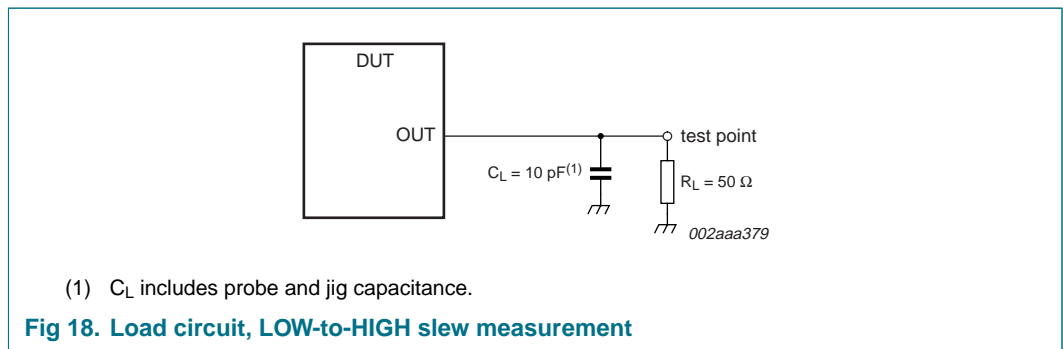 DUT
OUT
test point
C_L = 10 pF^(1)
R_L = 50 Ω
002aaa379
(1) C_L includes probe and jig capacitance.
Fig 18. Load circuit, LOW-to-HIGH slew measurement